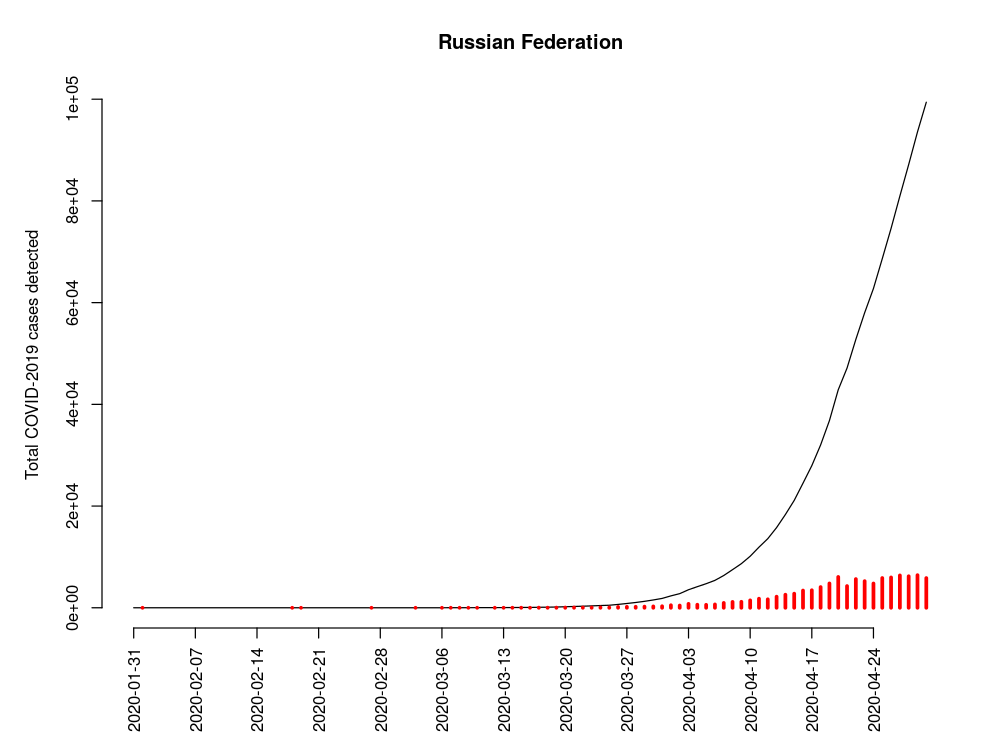 Russian Federation
Total COVID-2019 cases detected
1e+05
8e+04
6e+04
4e+04
2e+04
0e+00
2020-01-31
2020-02-07
2020-02-14
2020-02-21
2020-02-28
2020-03-06
2020-03-13
2020-03-20
2020-03-27
2020-04-03
2020-04-10
2020-04-17
2020-04-24